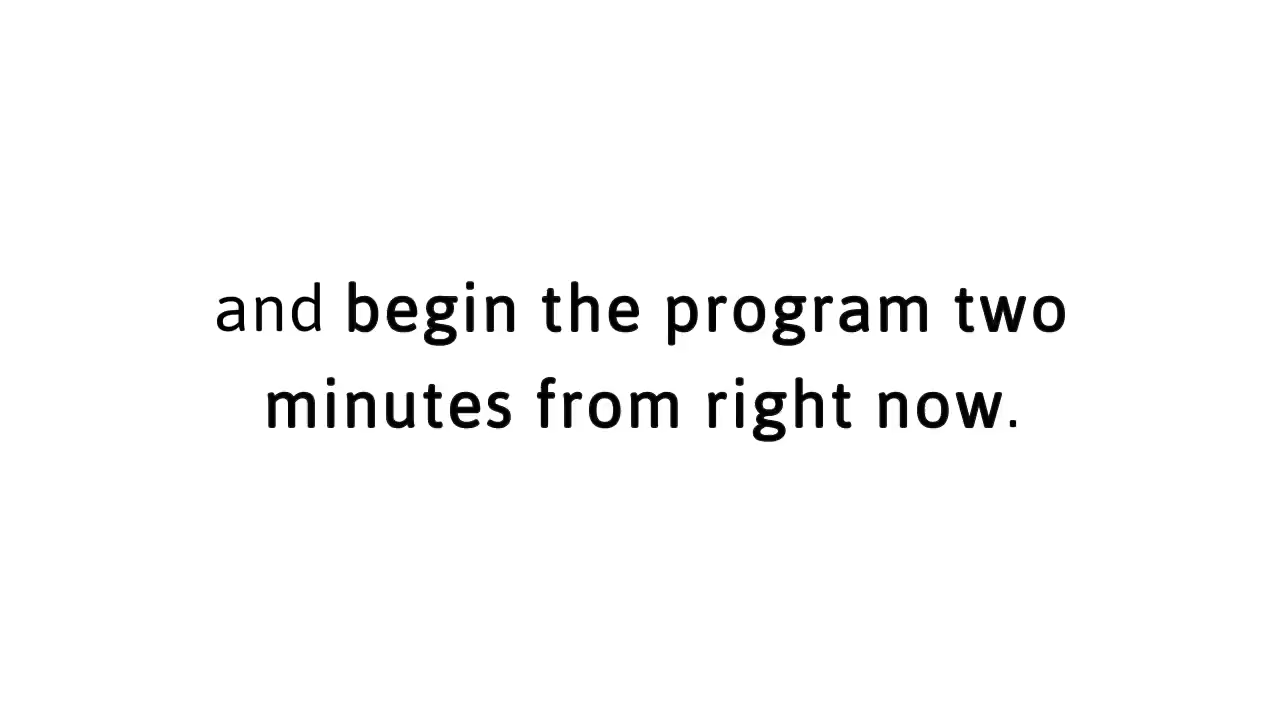 and begin the program two
minutes from right now.